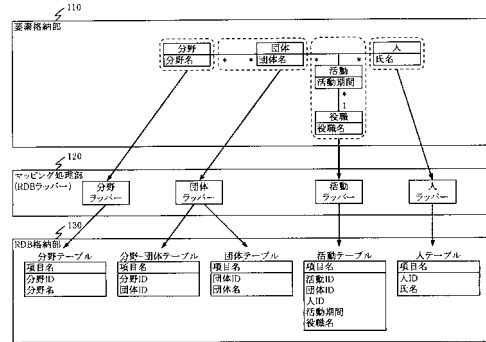 110
要素格納部
分野
分野名
* *
団体
団体名
* *
人
氏名
活動
活動期間
*
1
役職
役職名
120
マッピング処理部
(RDBラッパー)
分野
ラッパー
団体
ラッパー
活動
ラッパー
人
ラッパー
130
RDB格納部
分野テーブル
項目名
分野ID
分野名
分野-団体テーブル
項目名
分野ID
団体ID
団体テーブル
項目名
団体ID
団体名
活動テーブル
項目名
活動ID
団体ID
人ID
活動期間
役職名
人テーブル
項目名
人ID
氏名